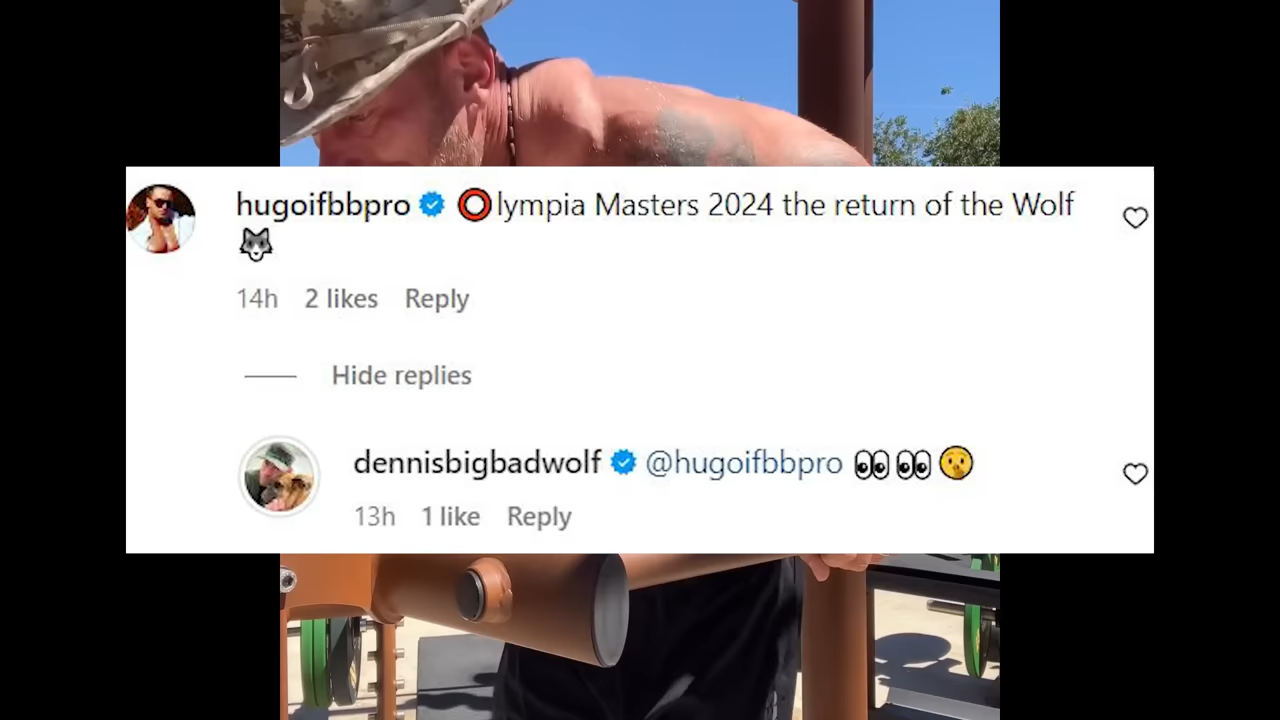 hugoifbbpro ⭕lympia Masters 2024 the return of the Wolf
🐺
14h 2 likes Reply
Hide replies
dennisbigbadwolf @hugoifbbpro 👀👀🤫
13h 1 like Reply